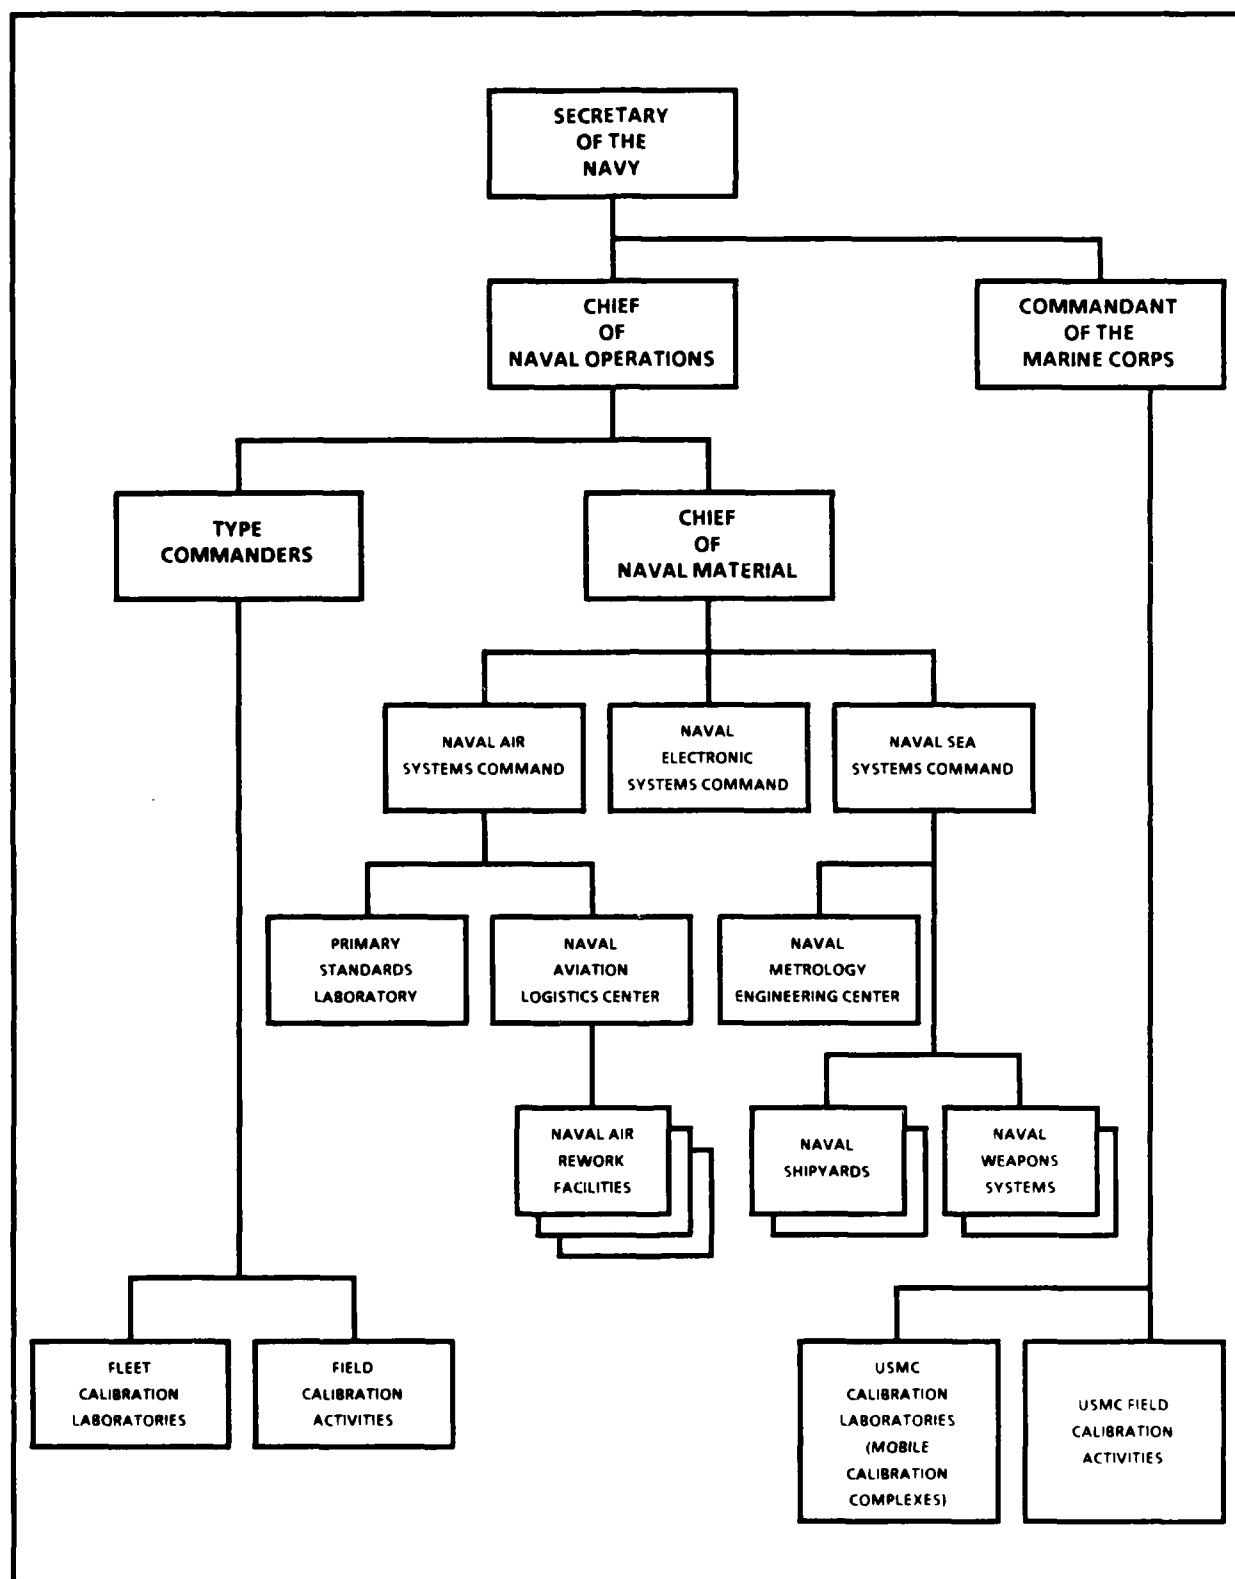 SECRETARY
OF THE
NAVY
CHIEF
OF
NAVAL OPERATIONS
COMMANDANT
OF THE
MARINE CORPS
TYPE
COMMANDERS
CHIEF
OF
NAVAL MATERIAL
NAVAL AIR
SYSTEMS COMMAND
NAVAL
ELECTRONIC
SYSTEMS COMMAND
NAVAL SEA
SYSTEMS COMMAND
PRIMARY
STANDARDS
LABORATORY
NAVAL
AVIATION
LOGISTICS CENTER
NAVAL
METROLOGY
ENGINEERING CENTER
NAVAL AIR
REWORK
FACILITIES
NAVAL
SHIPYARDS
NAVAL
WEAPONS
SYSTEMS
FLEET
CALIBRATION
LABORATORIES
FIELD
CALIBRATION
ACTIVITIES
USMC
CALIBRATION
LABORATORIES
(MOBILE
CALIBRATION
COMPLEXES)
USMC FIELD
CALIBRATION
ACTIVITIES